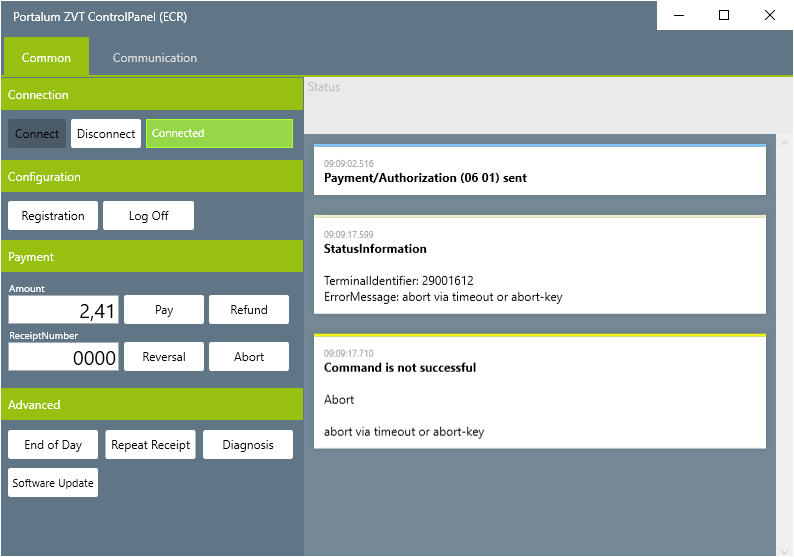 Portalum ZVT ControlPanel (ECR)
Common
Communication
Connection
Connect
Disconnect
Connected
Configuration
Registration
Log Off
Payment
Amount
2,41
Pay
Refund
ReceiptNumber
0000
Reversal
Abort
Advanced
End of Day
Repeat Receipt
Diagnosis
Software Update
Status
09:09:02.516
Payment/Authorization (06 01) sent
09:09:17.599
StatusInformation
TerminalIdentifier: 29001612
ErrorMessage: abort via timeout or abort-key
09:09:17.710
Command is not successful
Abort
abort via timeout or abort-key